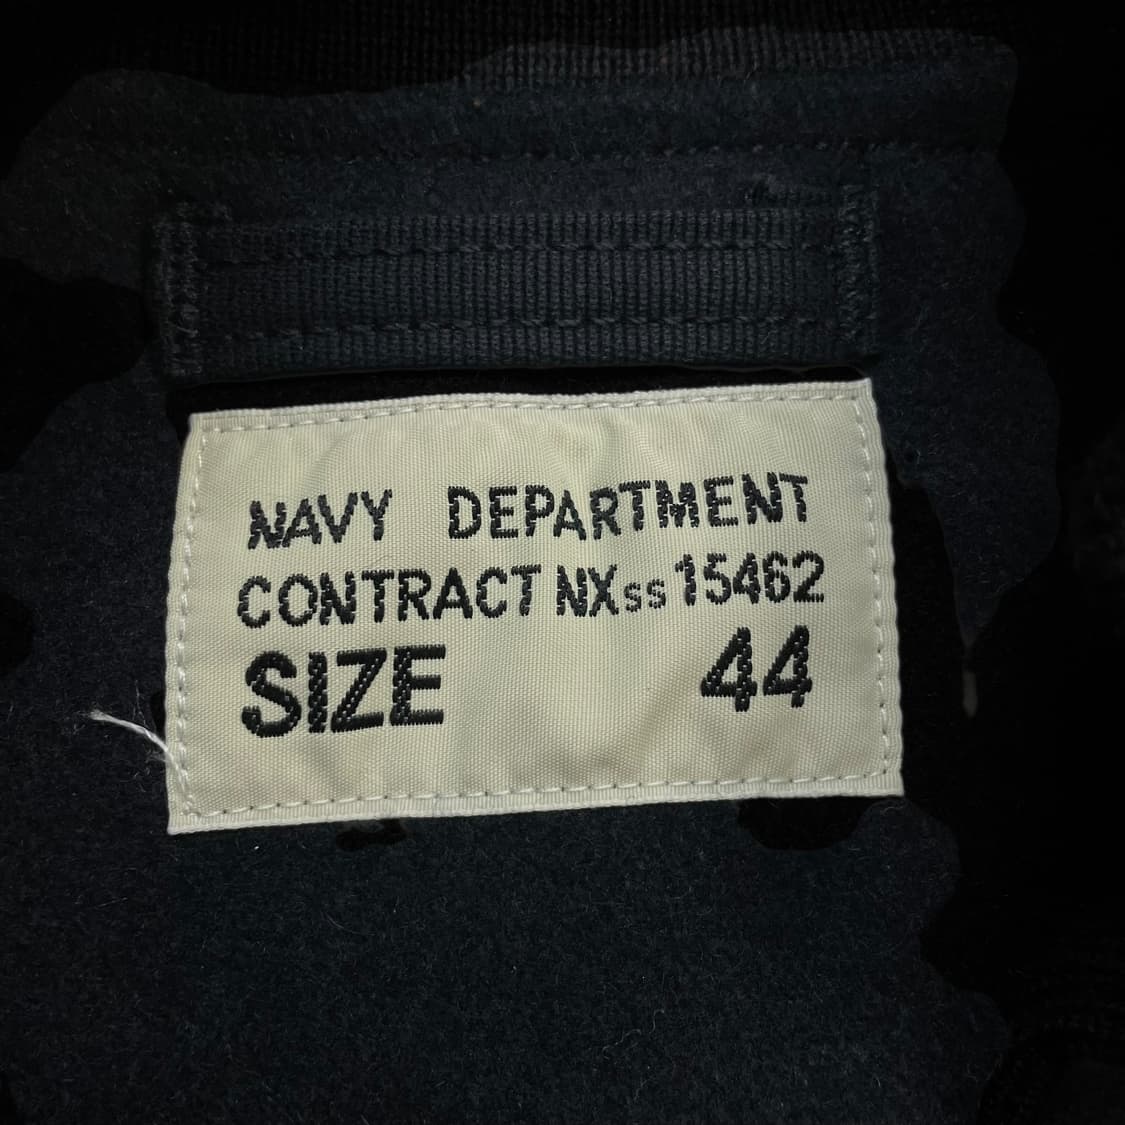 NAVY DEPARTMENT
CONTRACT NXss 15462
SIZE 44